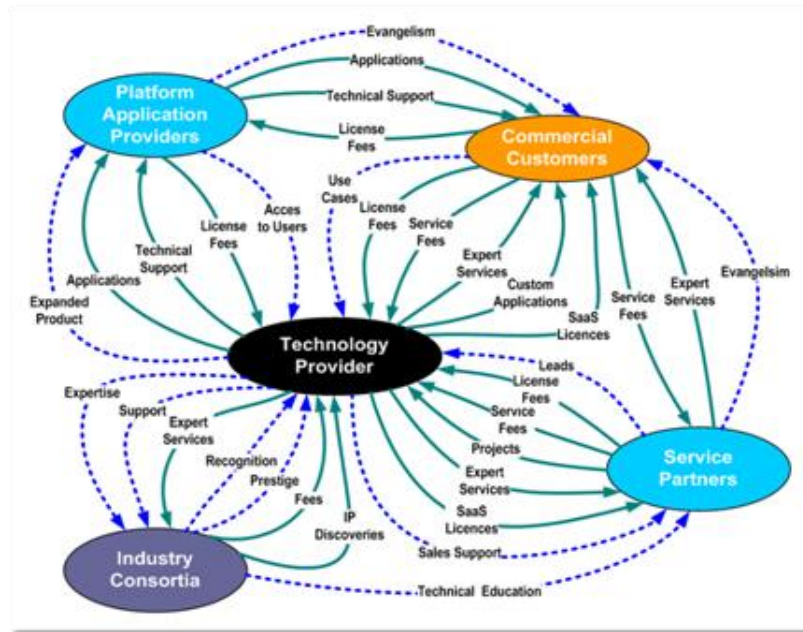 Evangelism
Applications
Platform
Application
Providers
Technical Support
License
Fees
Commercial
Customers
Use
Cases
License
Fees
Service
Fees
Acces
to Users
License
Fees
Technical
Support
Applications
Expanded
Product
Expert
Services
Custom
Applications
SaaS
Licences
Service
Fees
Expert
Services
Evangelsim
Technology
Provider
Leads
License
Fees
Service
Fees
Projects
Expert
Services
SaaS
Licences
Sales Support
Service
Partners
Expertise
Support
Expert
Services
Recognition
Prestige
Fees
IP
Discoveries
Industry
Consortia
Technical Education